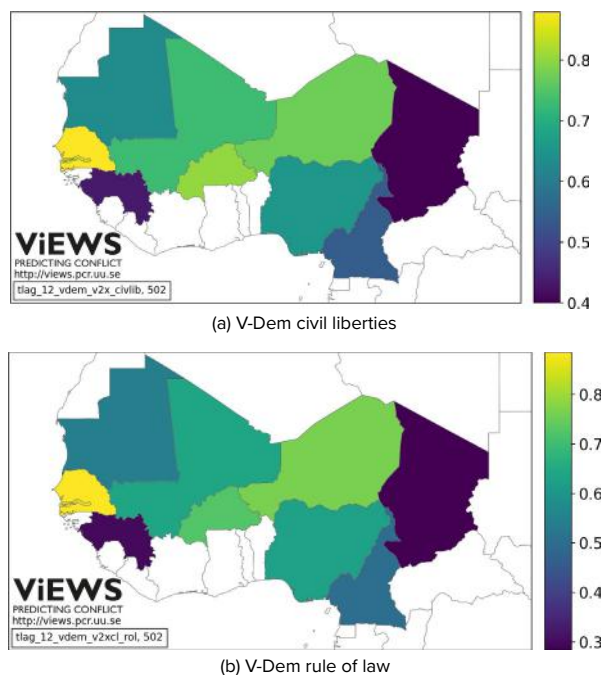 0.8
0.7
0.6
0.5
0.4
ViEWS
PREDICTING CONFLICT
http://views.pcr.uu.se
tlag_12_vdem_v2x_civlib, 502
(a) V-Dem civil liberties
0.8
0.7
0.6
0.5
0.4
0.3
ViEWS
PREDICTING CONFLICT
http://views.pcr.uu.se
tlag_12_vdem_v2xcl_rol, 502
(b) V-Dem rule of law